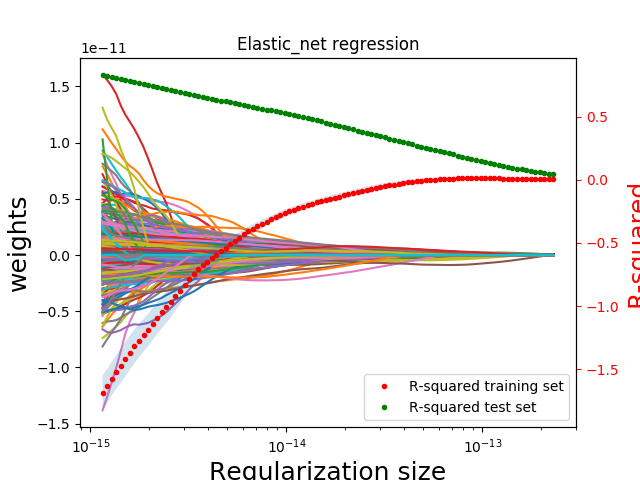 Elastic_net regression
1e−11
1.5
1.0
0.5
0.0
−0.5
−1.0
−1.5
weights
0.5
0.0
−0.5
−1.0
−1.5
R-squared
R-squared training set
R-squared test set
10⁻¹⁵
10⁻¹⁴
10⁻¹³
Regularization size